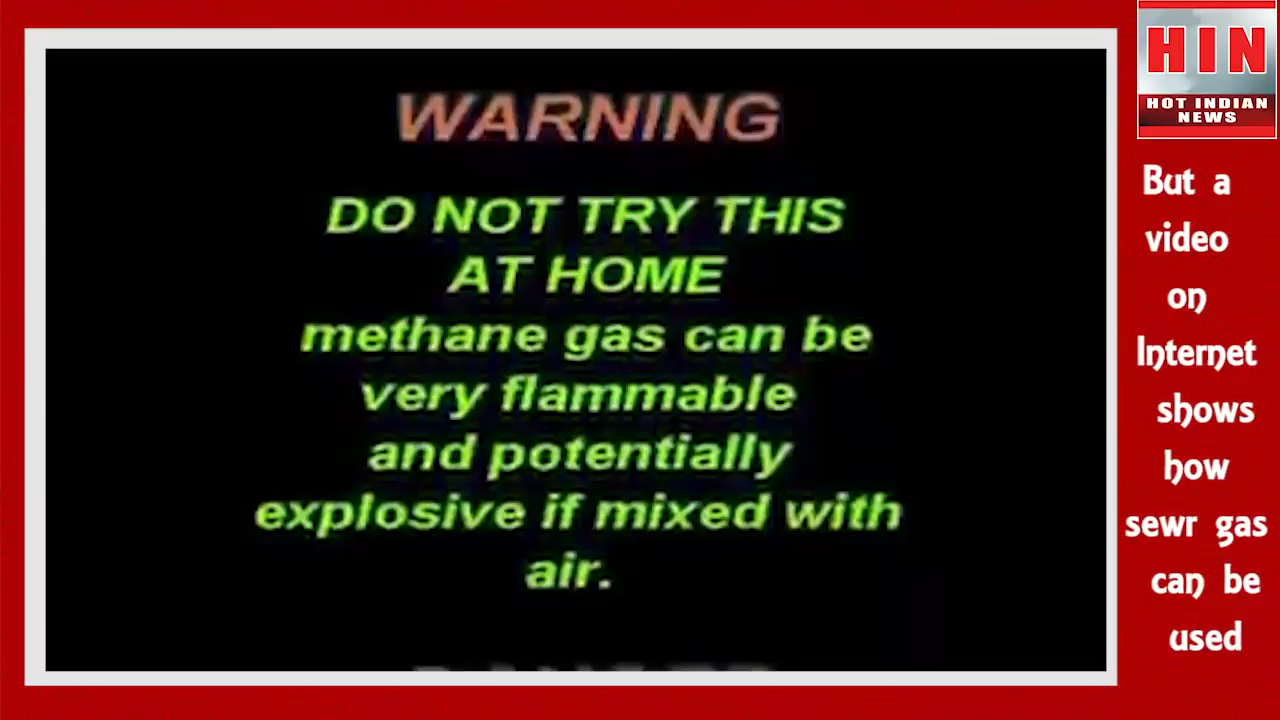 WARNING
DO NOT TRY THIS
AT HOME
methane gas can be
very flammable
and potentially
explosive if mixed with
air.
HIN
HOT INDIAN
NEWS
But a
video
on
Internet
shows
how
sewr gas
can be
used